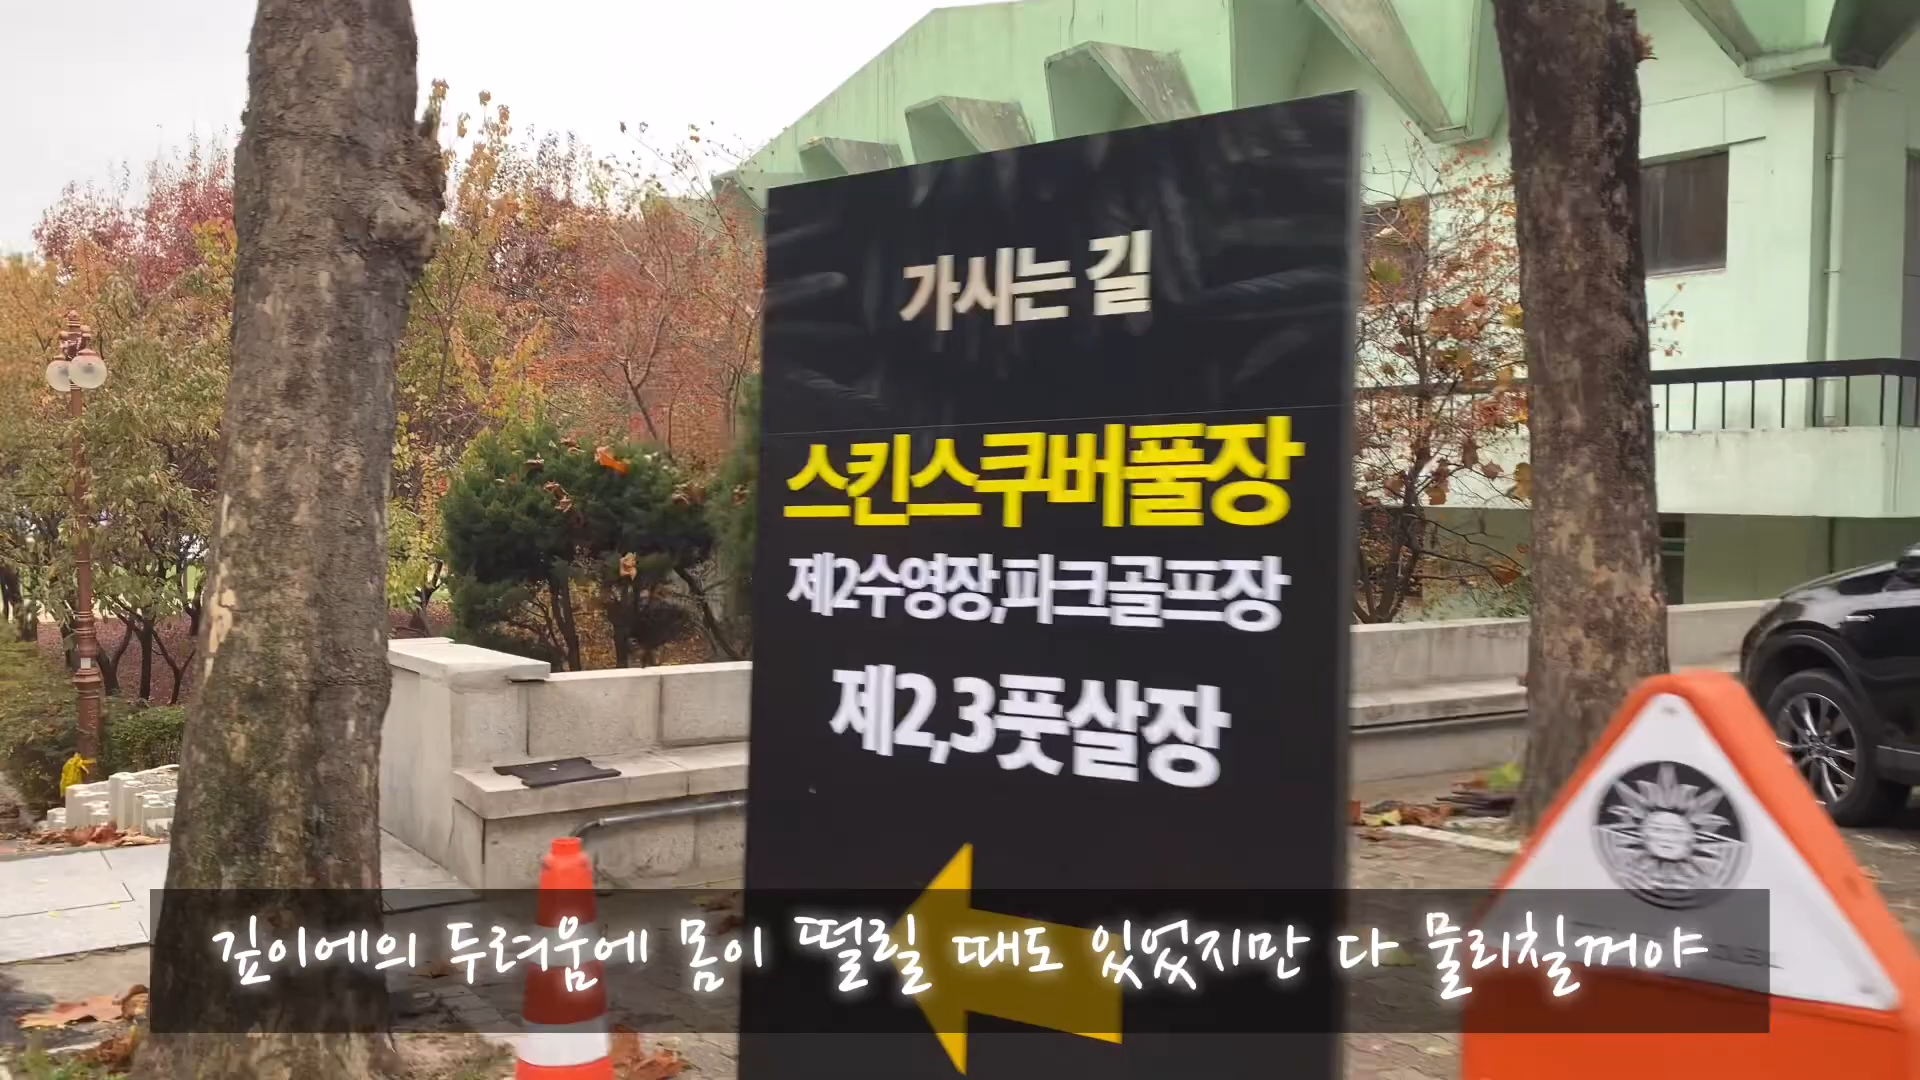 가시는 길
스킨스쿠버풀장
제2수영장,파크골프장
제2,3풋살장
깊이에의 두려움에 몸이 떨릴 때도 있었지만 다 물리칠꺼야